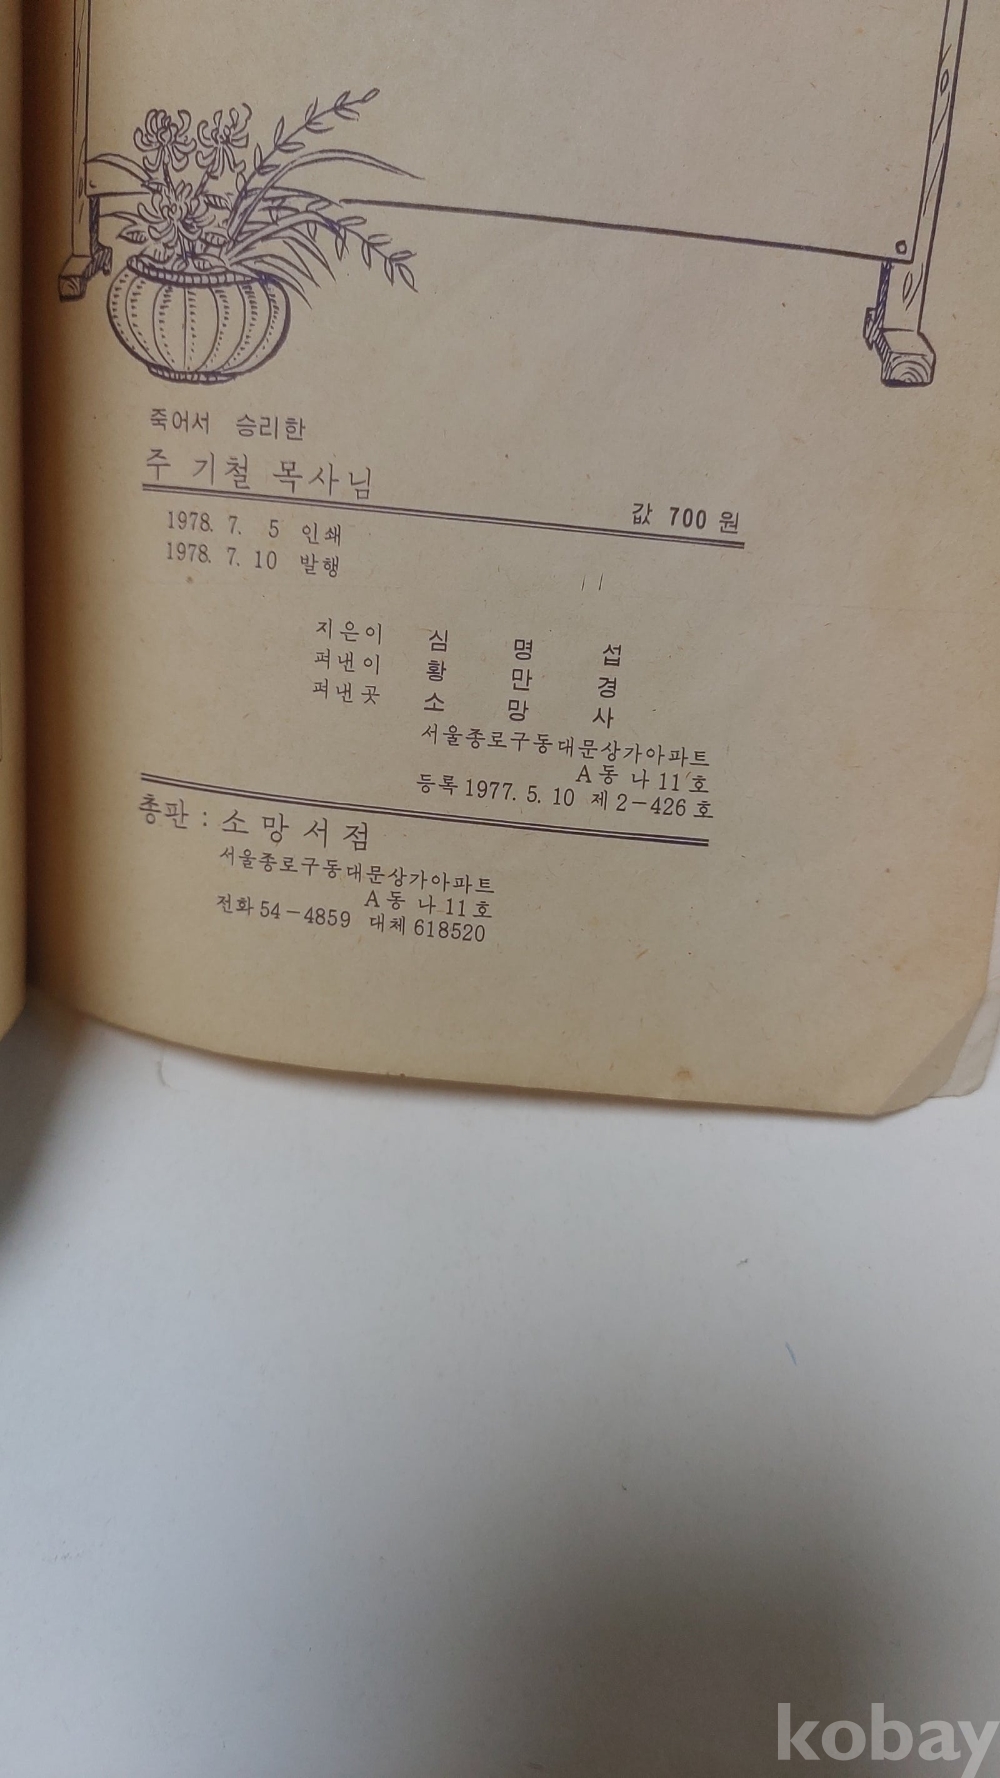 죽어서 승리한
주 기철 목사님
값 700 원
1978. 7. 5 인쇄
1978. 7. 10 발행
지은이 심 명 섭
펴낸이 황 만 경
펴낸곳 소 망 사
서울종로구동대문상가아파트
A동 나 11호
등록 1977. 5. 10 제 2-426 호
총판 : 소 망 서 점
서울종로구동대문상가아파트
A동 나 11호
전화 54-4859 대체 618520
kobay